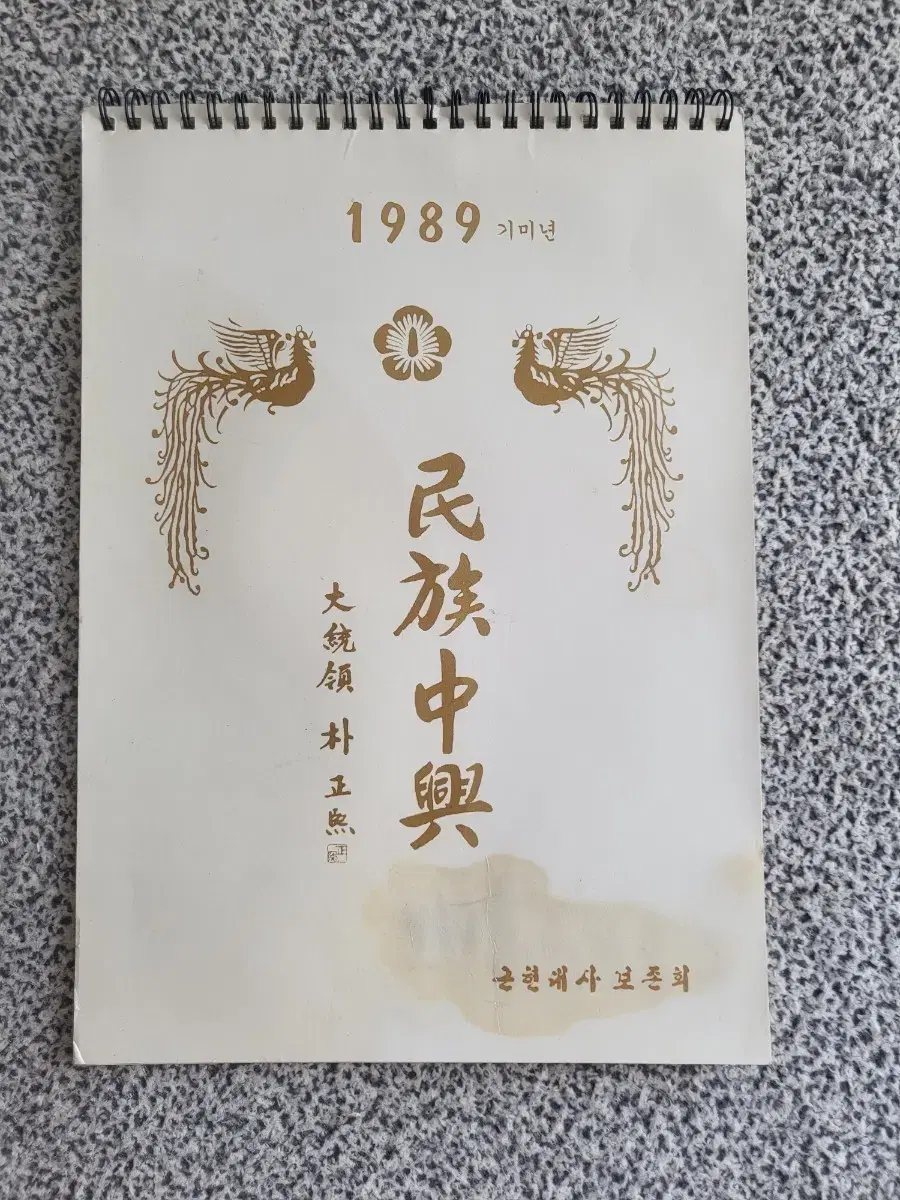 1989 기미년
民族中興
大統領 朴正熙
근현대사 보존회